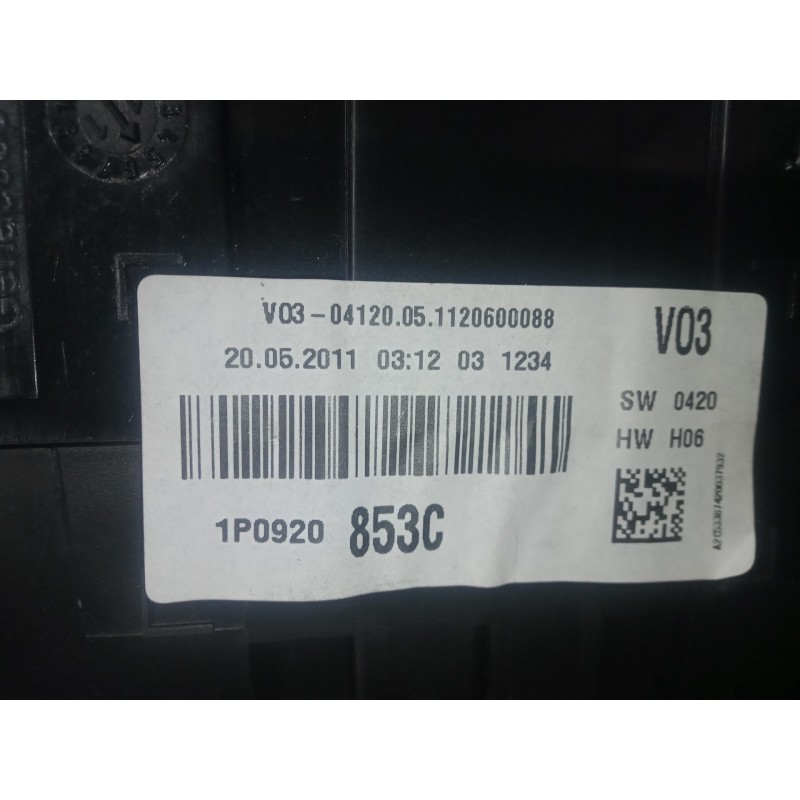 V03-04120.05.1120600088
20.05.2011 03:12 03 1234
1P0920 853C
V03
SW 0420
HW H06